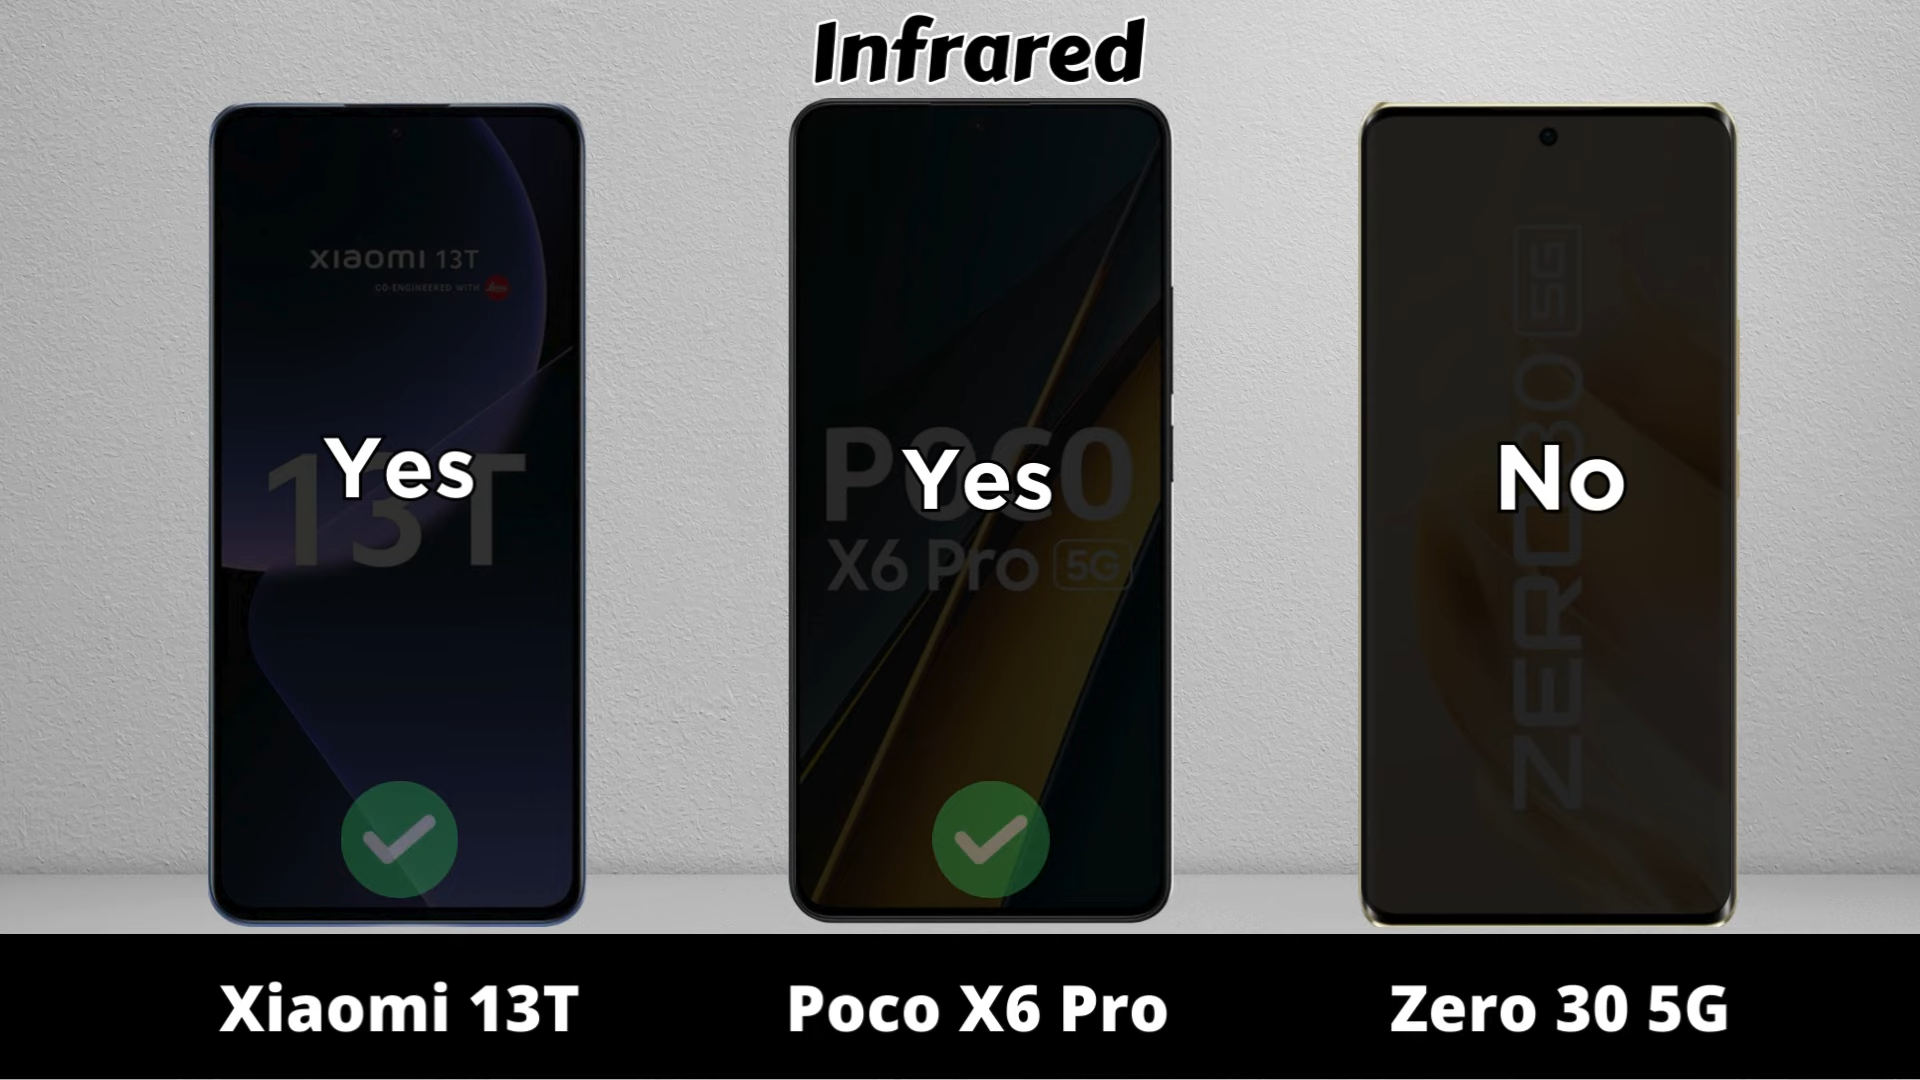 Infrared
XIAOMI 13T
CO-ENGINEERED WITH Leica
13T
Yes
POCO
X6 Pro 5G
Yes
ZERO 30 5G
No
Xiaomi 13T
Poco X6 Pro
Zero 30 5G